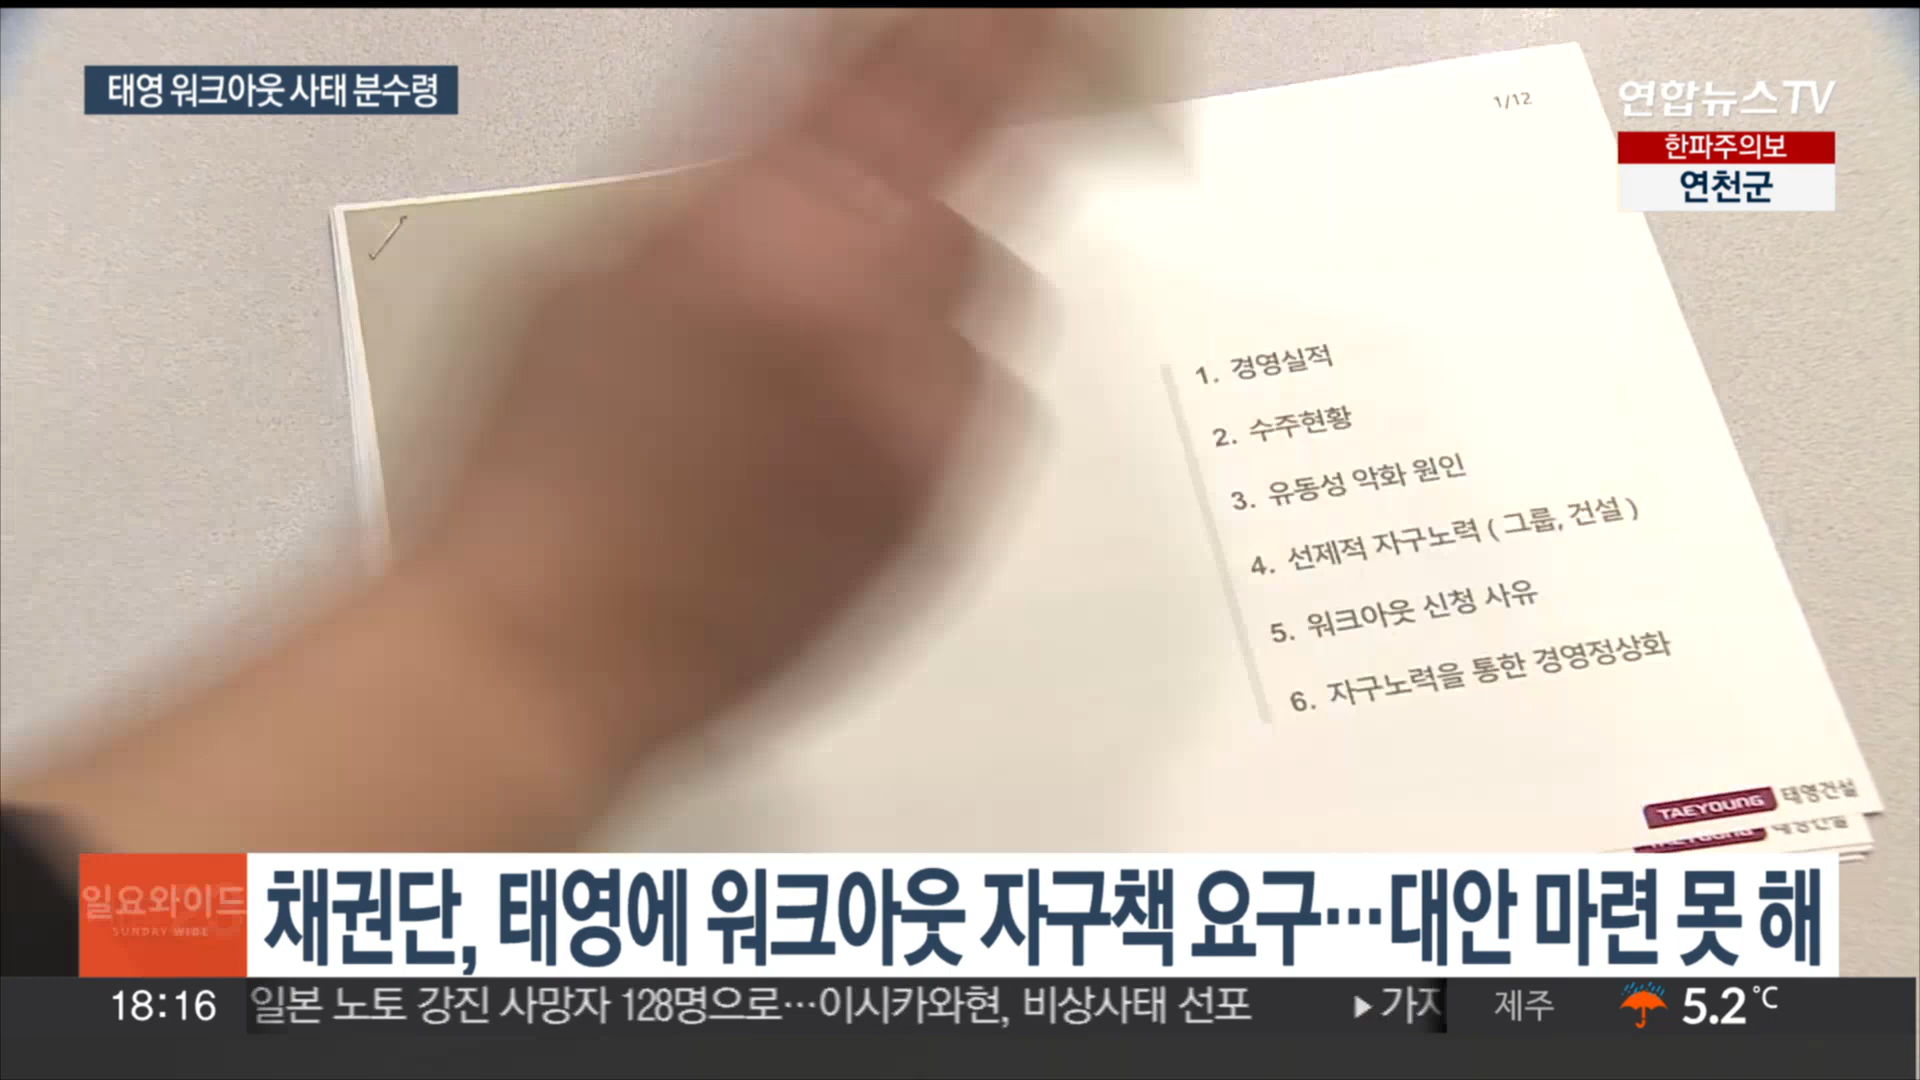 태영 워크아웃 사태 분수령
연합뉴스TV
한파주의보
연천군
1/12
1. 경영실적
2. 수주현황
3. 유동성 악화 원인
4. 선제적 자구노력 ( 그룹, 건설 )
5. 워크아웃 신청 사유
6. 자구노력을 통한 경영정상화
TAEYOUNG 태영건설
TAEYOUNG 태영건설
일요와이드
SUNDAY WIDE
채권단, 태영에 워크아웃 자구책 요구…대안 마련 못 해
18:16 일본 노토 강진 사망자 128명으로…이시카와현, 비상사태 선포 ▶가지 제주 5.2℃